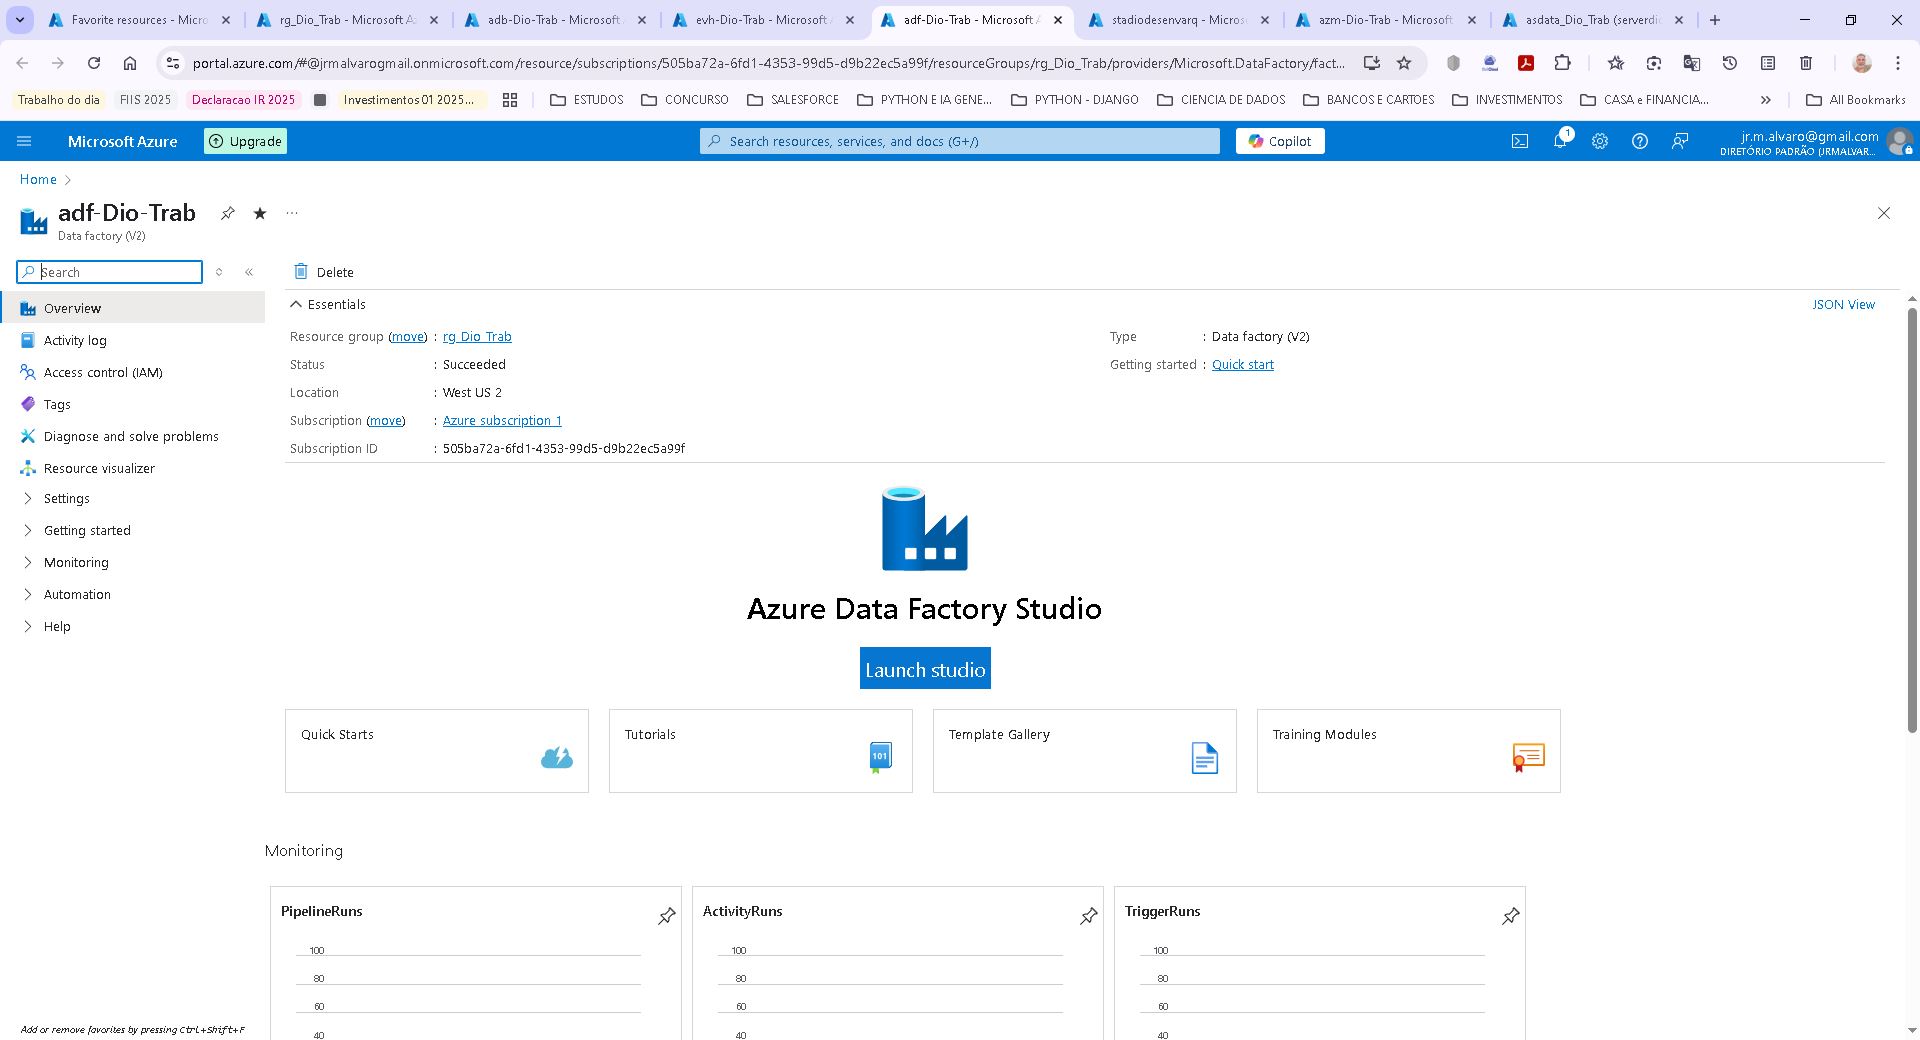 Favorite resources - Micro
rg_Dio_Trab - Microsoft A
adb-Dio-Trab - Microsoft
evh-Dio-Trab - Microsoft
adf-Dio-Trab - Microsoft A
stadiodesenvarq - Micros
azm-Dio-Trab - Microsoft
asdata_Dio_Trab (serverdi
portal.azure.com/#@jrmalvarogmail.onmicrosoft.com/resource/subscriptions/505ba72a-6fd1-4353-99d5-d9b22ec5a99f/resourceGroups/rg_Dio_Trab/providers/Microsoft.DataFactory/fact...
Trabalho do dia
FIIS 2025
Declaracao IR 2025
Investimentos 01 2025...
ESTUDOS
CONCURSO
SALESFORCE
PYTHON E IA GENE...
PYTHON - DJANGO
CIENCIA DE DADOS
BANCOS E CARTOES
INVESTIMENTOS
CASA e FINANCIA...
All Bookmarks
Microsoft Azure
Upgrade
Search resources, services, and docs (G+/)
Copilot
1
jr.m.alvaro@gmail.com
DIRETÓRIO PADRÃO (JRMALVAR...
Home
adf-Dio-Trab
Data factory (V2)
Search
Overview
Activity log
Access control (IAM)
Tags
Diagnose and solve problems
Resource visualizer
Settings
Getting started
Monitoring
Automation
Help
Add or remove favorites by pressing Ctrl+Shift+F
Delete
Essentials
JSON View
Resource group (move) : rg_Dio_Trab
Status : Succeeded
Location : West US 2
Subscription (move) : Azure subscription 1
Subscription ID : 505ba72a-6fd1-4353-99d5-d9b22ec5a99f
Type : Data factory (V2)
Getting started : Quick start
Azure Data Factory Studio
Launch studio
Quick Starts
Tutorials
101
Template Gallery
Training Modules
Monitoring
PipelineRuns
100
80
60
40
ActivityRuns
100
80
60
40
TriggerRuns
100
80
60
40